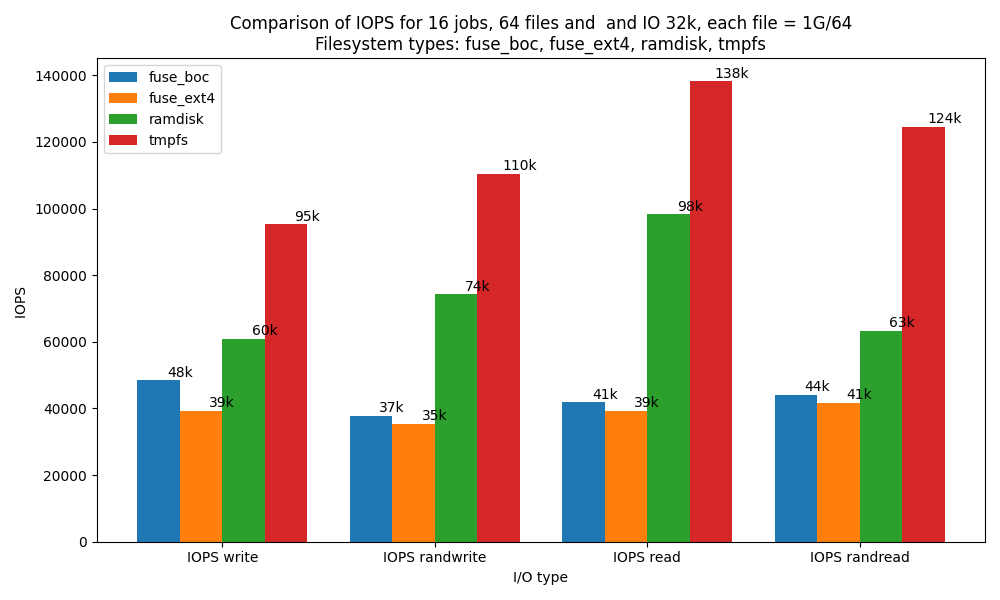 Comparison of IOPS for 16 jobs, 64 files and  and IO 32k, each file = 1G/64
Filesystem types: fuse_boc, fuse_ext4, ramdisk, tmpfs
fuse_boc
fuse_ext4
ramdisk
tmpfs
IOPS
140000
120000
100000
80000
60000
40000
20000
0
48k
39k
60k
95k
37k
35k
74k
110k
41k
39k
98k
138k
44k
41k
63k
124k
IOPS write
IOPS randwrite
IOPS read
IOPS randread
I/O type